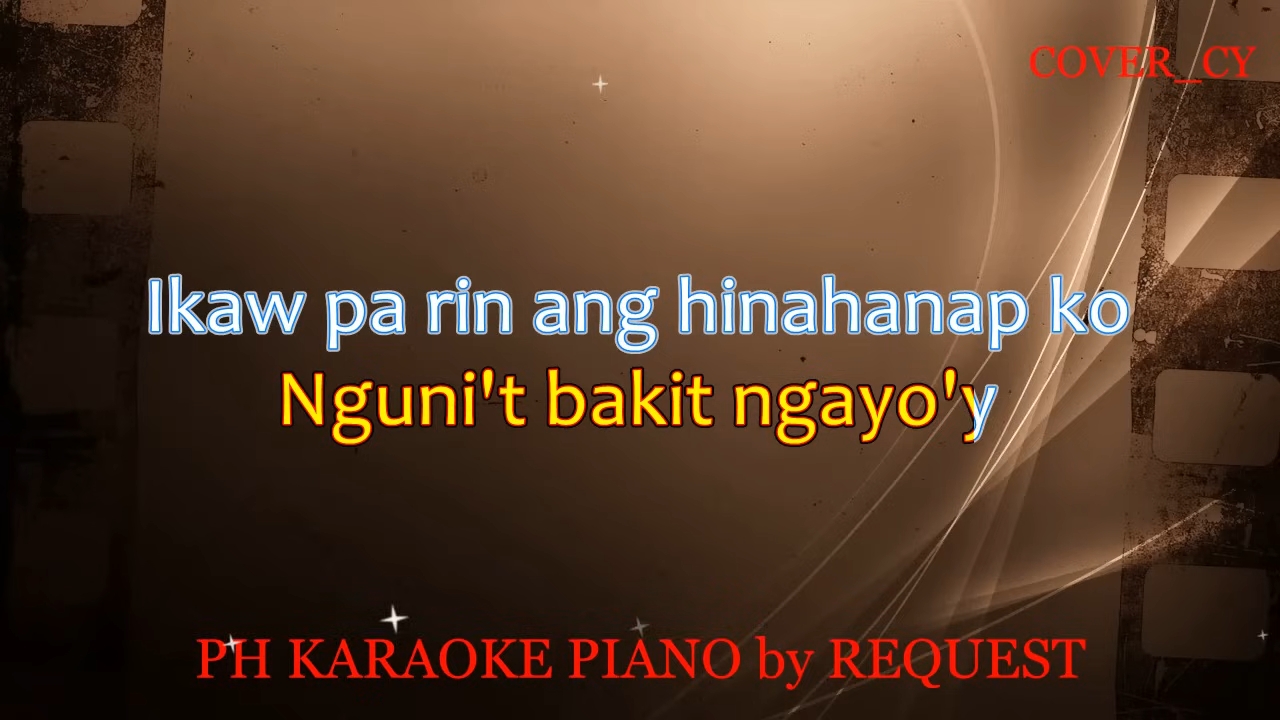 COVER_CY
Ikaw pa rin ang hinahanap ko
Nguni't bakit ngayo'y
PH KARAOKE PIANO by REQUEST